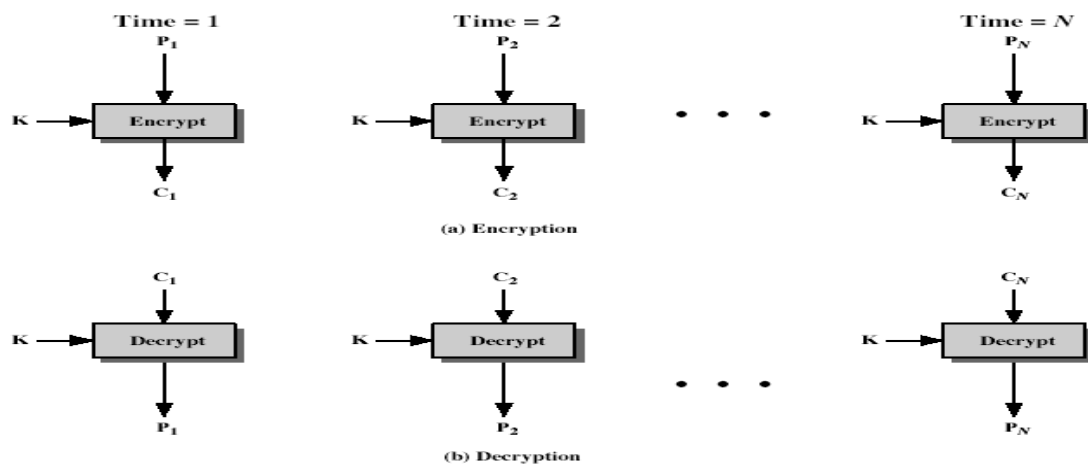 Time = 1 Time = 2 Time = N
P1 P2 PN
K Encrypt K Encrypt K Encrypt
C1 C2 CN
(a) Encryption
C1 C2 CN
K Decrypt K Decrypt K Decrypt
P1 P2 PN
(b) Decryption